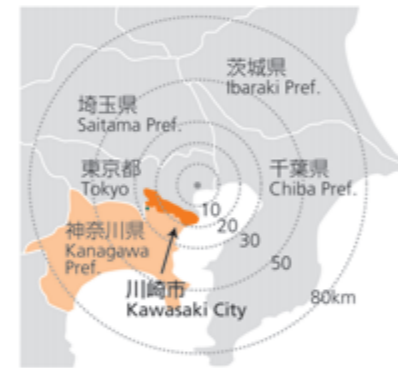 茨城県
Ibaraki Pref.
埼玉県
Saitama Pref.
東京都
Tokyo
千葉県
Chiba Pref.
10
20
30
50
80km
神奈川県
Kanagawa
Pref.
川崎市
Kawasaki City